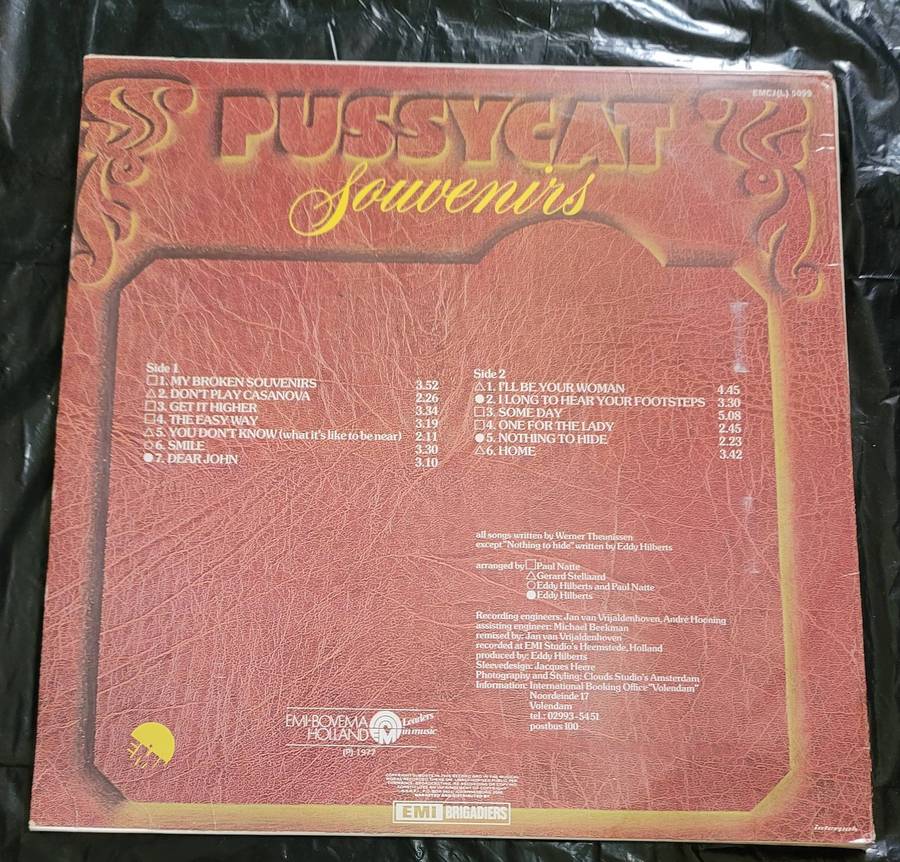 EMCJ(L) 5099
PUSSYCAT
Souvenirs
Side 1
□1. MY BROKEN SOUVENIRS 3.52
△2. DON'T PLAY CASANOVA 2.26
□3. GET IT HIGHER 3.34
□4. THE EASY WAY 3.19
△5. YOU DON'T KNOW (what it's like to be near) 2.11
○6. SMILE 3.30
●7. DEAR JOHN 3.10
Side 2
△1. I'LL BE YOUR WOMAN 4.45
●2. I LONG TO HEAR YOUR FOOTSTEPS 3.30
□3. SOME DAY 5.08
□4. ONE FOR THE LADY 2.45
●5. NOTHING TO HIDE 2.23
△6. HOME 3.42
all songs written by Werner Theunissen
except "Nothing to hide" written by Eddy Hilberts
arranged by □Paul Natte
△Gerard Stellaard
○Eddy Hilberts and Paul Natte
●Eddy Hilberts
Recording engineers: Jan van Vrijaldenhoven, André Hooning
assisting engineer: Michael Beekman
remixed by: Jan van Vrijaldenhoven
recorded at EMI Studio's Heemstede, Holland
produced by: Eddy Hilberts
Sleevedesign: Jacques Heere
Photography and Styling: Clouds Studio's Amsterdam
Information: International Booking Office "Volendam"
Noordeinde 17
Volendam
tel.: 02993-5451
postbus 100
EMI-BOVEMA
HOLLAND
EMI
Leaders
in music
(P) 1977
EMI BRIGADIERS
interpak